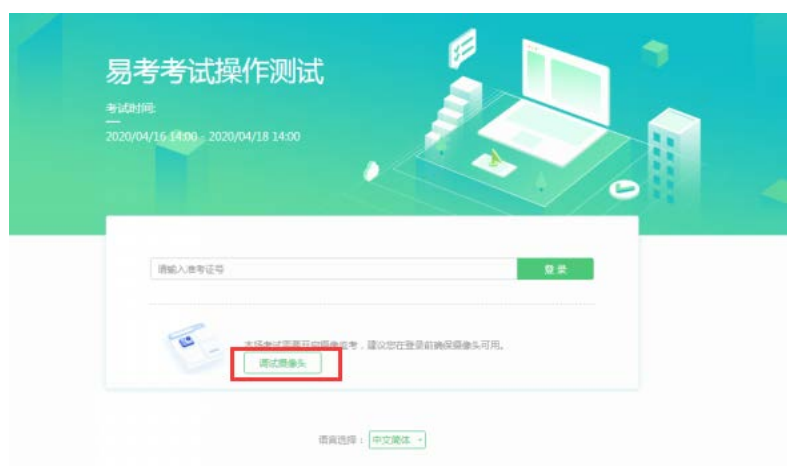 易考考试操作测试
考试时间:
2020/04/16 14:00 - 2020/04/18 14:00
请输入准考证号
登 录
本场考试需要开启摄像监考，建议您在登录前确保摄像头可用。
调试摄像头
语言选择：中文简体